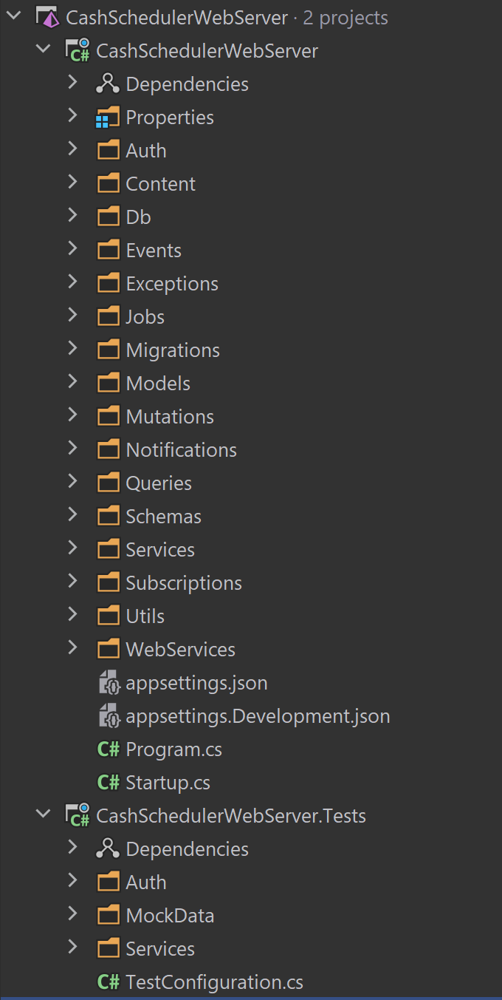 CashSchedulerWebServer · 2 projects
C# CashSchedulerWebServer
Dependencies
Properties
Auth
Content
Db
Events
Exceptions
Jobs
Migrations
Models
Mutations
Notifications
Queries
Schemas
Services
Subscriptions
Utils
WebServices
appsettings.json
appsettings.Development.json
C# Program.cs
C# Startup.cs
C# CashSchedulerWebServer.Tests
Dependencies
Auth
MockData
Services
C# TestConfiguration.cs